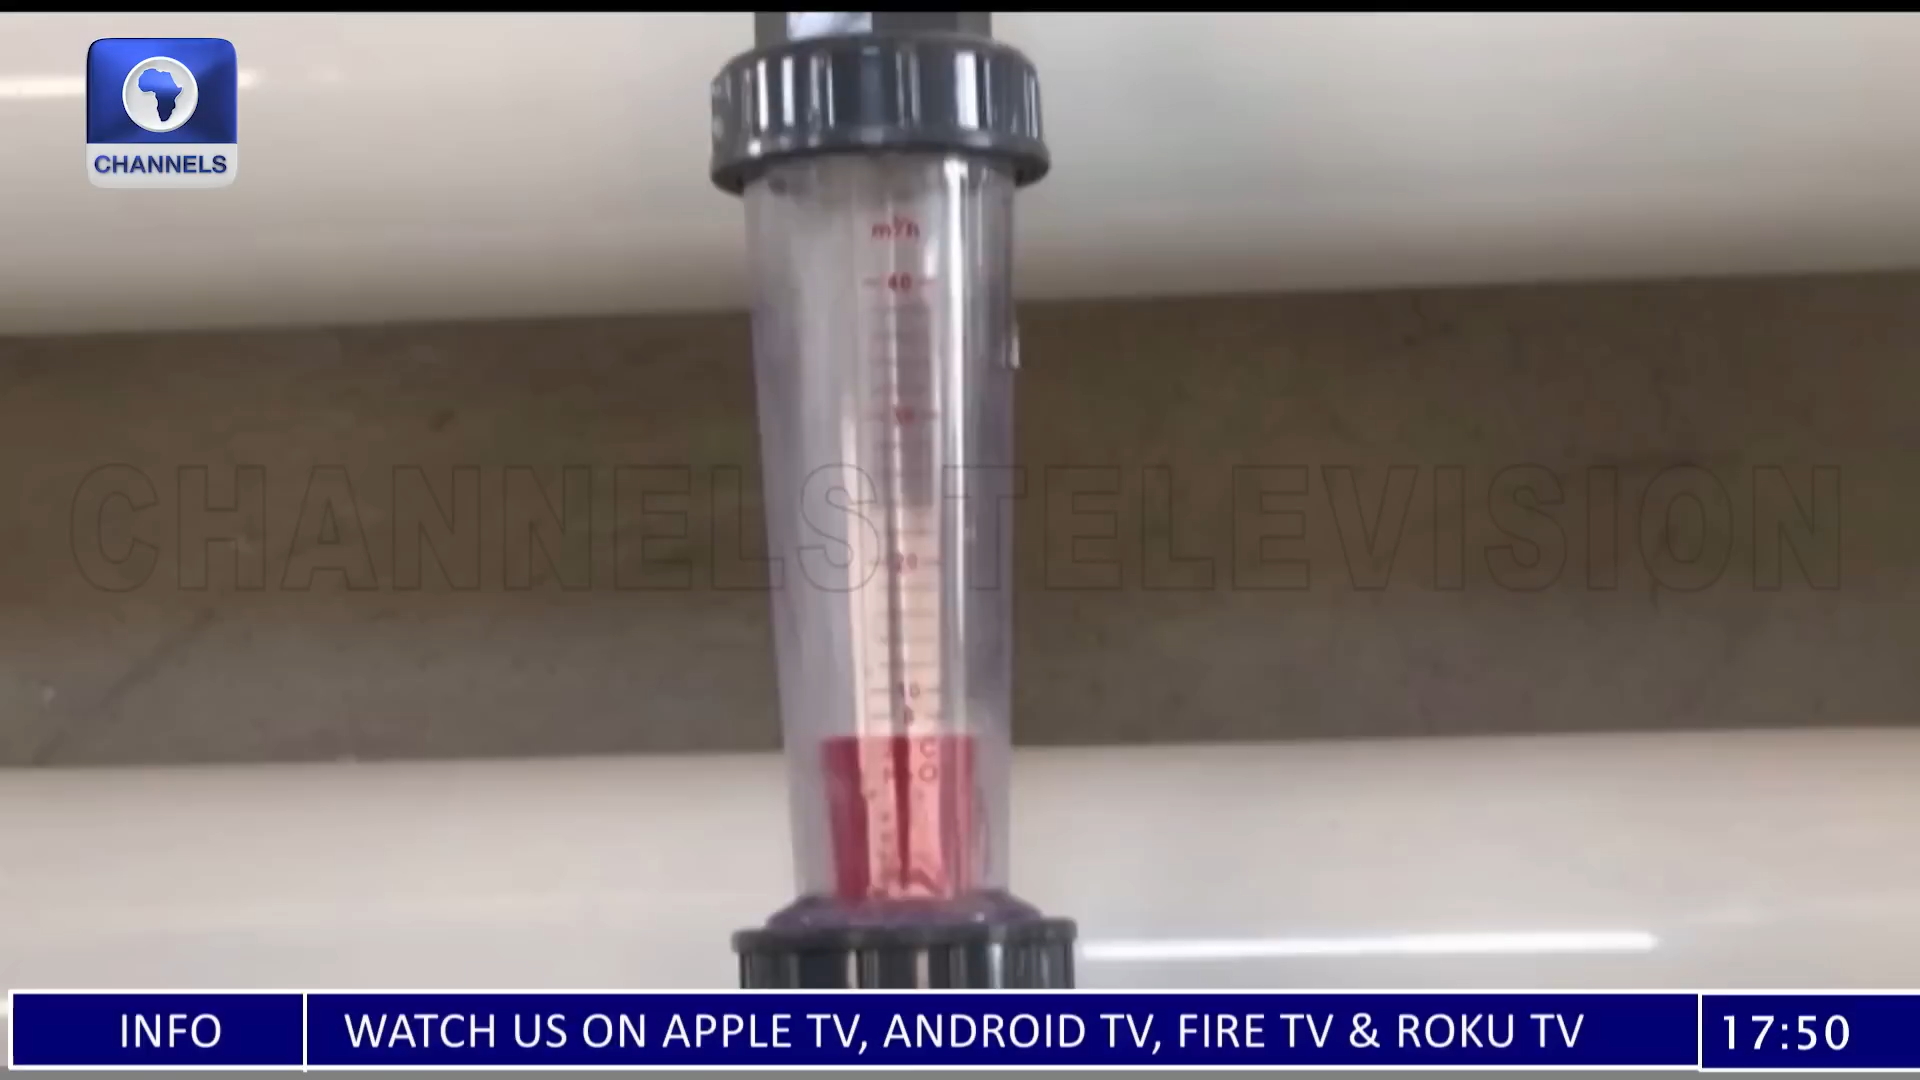 CHANNELS
m³/h
40
30
CHANNELS TELEVISION
20
10
INFO
WATCH US ON APPLE TV, ANDROID TV, FIRE TV & ROKU TV
17:50